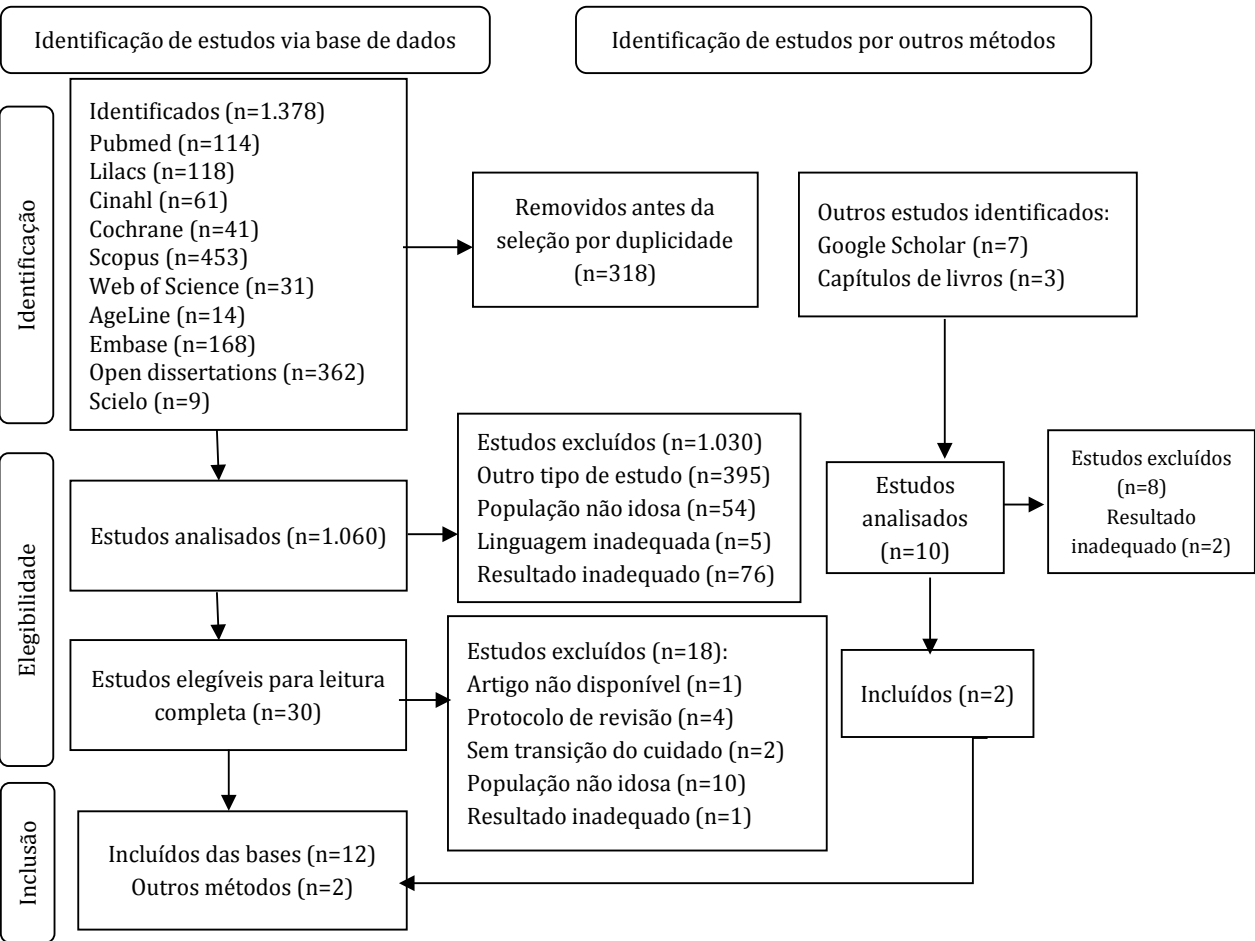 Identificação de estudos via base de dados
Identificação de estudos por outros métodos
Identificação
Identificados (n=1.378)
Pubmed (n=114)
Lilacs (n=118)
Cinahl (n=61)
Cochrane (n=41)
Scopus (n=453)
Web of Science (n=31)
AgeLine (n=14)
Embase (n=168)
Open dissertations (n=362)
Scielo (n=9)
Removidos antes da
seleção por duplicidade
(n=318)
Outros estudos identificados:
Google Scholar (n=7)
Capítulos de livros (n=3)
Elegibilidade
Estudos analisados (n=1.060)
Estudos excluídos (n=1.030)
Outro tipo de estudo (n=395)
População não idosa (n=54)
Linguagem inadequada (n=5)
Resultado inadequado (n=76)
Estudos
analisados
(n=10)
Estudos excluídos
(n=8)
Resultado
inadequado (n=2)
Estudos elegíveis para leitura
completa (n=30)
Estudos excluídos (n=18):
Artigo não disponível (n=1)
Protocolo de revisão (n=4)
Sem transição do cuidado (n=2)
População não idosa (n=10)
Resultado inadequado (n=1)
Incluídos (n=2)
Inclusão
Incluídos das bases (n=12)
Outros métodos (n=2)